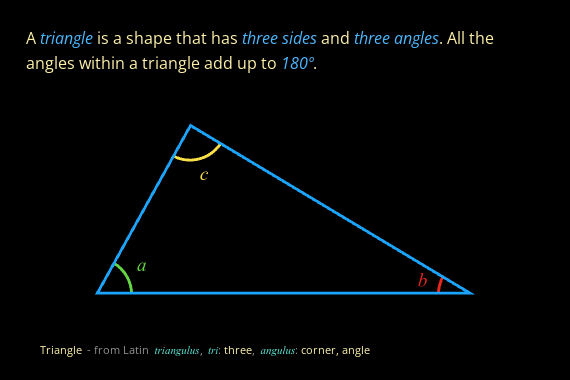 A triangle is a shape that has three sides and three angles. All the
angles within a triangle add up to 180°.
c
a
b
Triangle - from Latin triangulus, tri: three, angulus: corner, angle